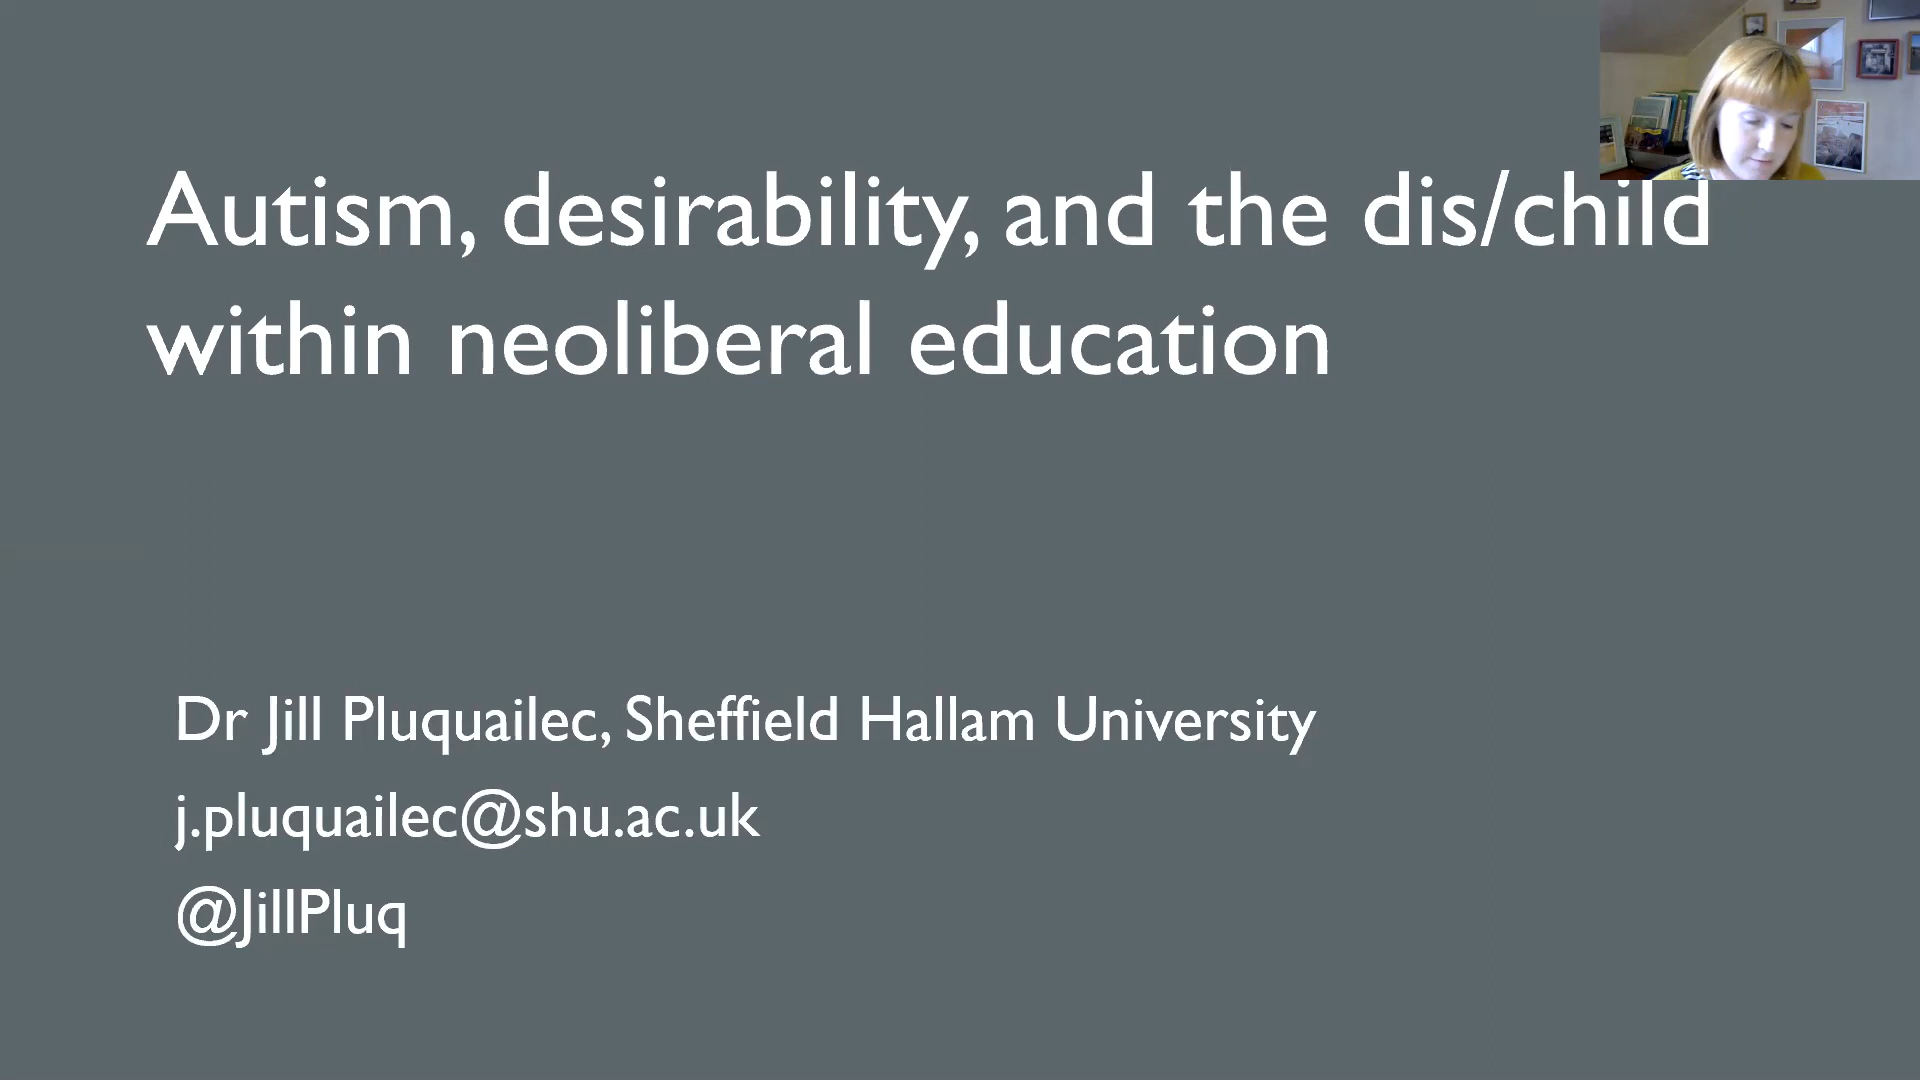 Autism, desirability, and the dis/child
within neoliberal education
Dr Jill Pluquailec, Sheffield Hallam University
j.pluquailec@shu.ac.uk
@JillPluq